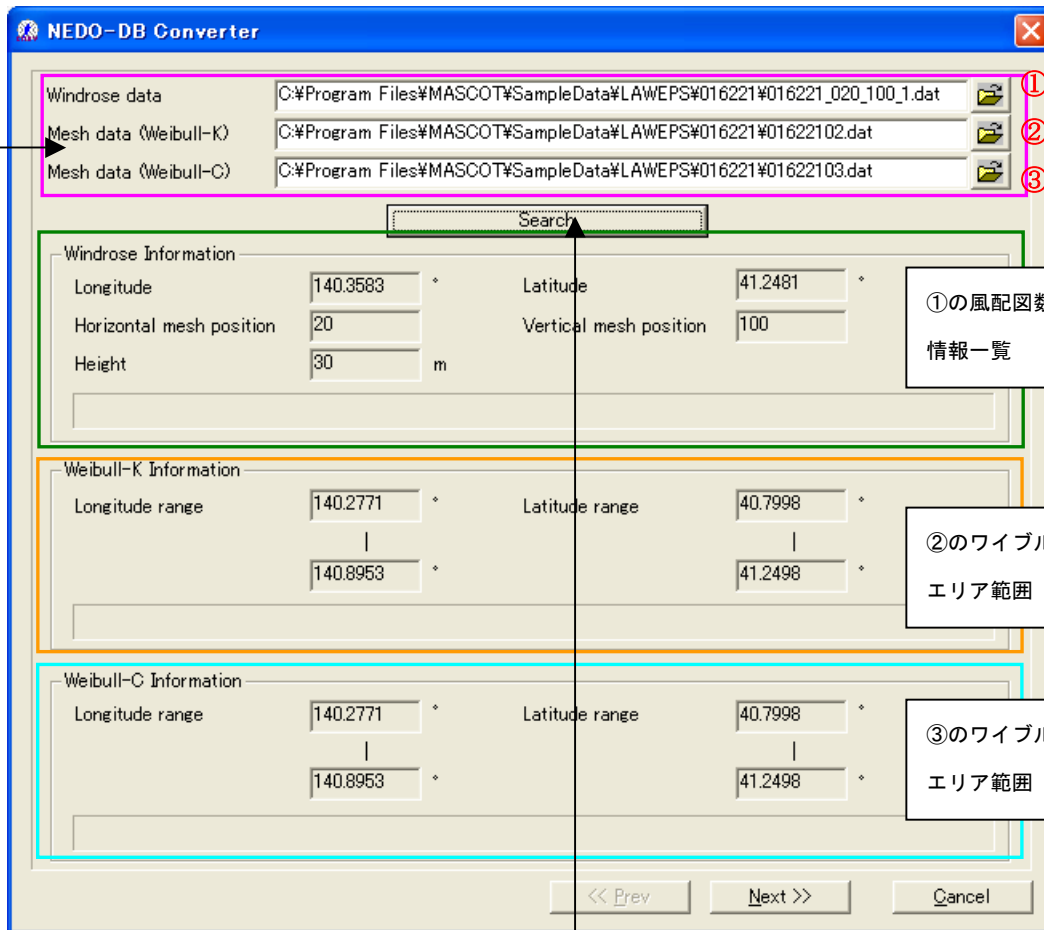 NEDO-DB Converter
Windrose data C:¥Program Files¥MASCOT¥SampleData¥LAWEPS¥016221¥016221_020_100_1.dat ①
Mesh data (Weibull-K) C:¥Program Files¥MASCOT¥SampleData¥LAWEPS¥016221¥01622102.dat ②
Mesh data (Weibull-C) C:¥Program Files¥MASCOT¥SampleData¥LAWEPS¥016221¥01622103.dat ③
Search
Windrose Information
Longitude 140.3583 ° Latitude 41.2481 °
Horizontal mesh position 20 Vertical mesh position 100
Height 30 m
①の風配図数
情報一覧
Weibull-K Information
Longitude range 140.2771 ° Latitude range 40.7998 °
| |
140.8953 ° 41.2498 °
②のワイブル
エリア範囲
Weibull-C Information
Longitude range 140.2771 ° Latitude range 40.7998 °
| |
140.8953 ° 41.2498 °
③のワイブル
エリア範囲
<< Prev Next >> Cancel